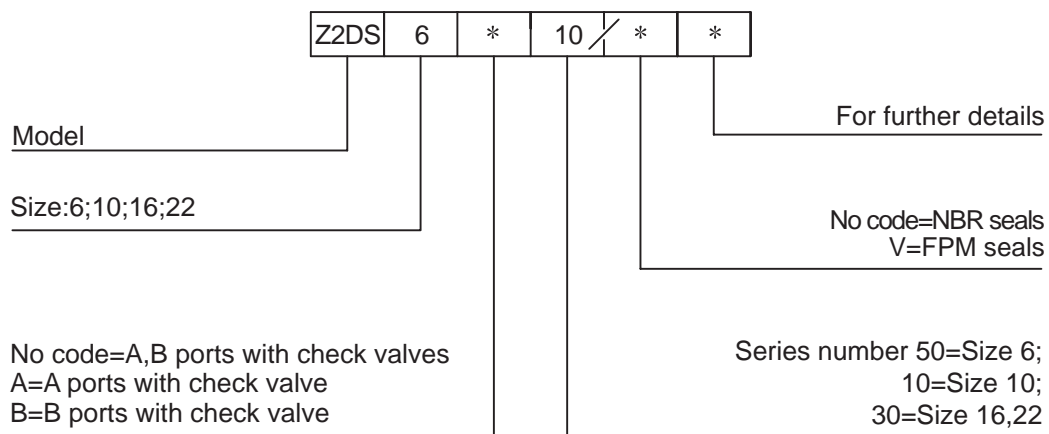 Z2DS 6 * 10 / * *
For further details
Model
Size:6;10;16;22
No code=NBR seals
V=FPM seals
No code=A,B ports with check valves
A=A ports with check valve
B=B ports with check valve
Series number 50=Size 6;
10=Size 10;
30=Size 16,22